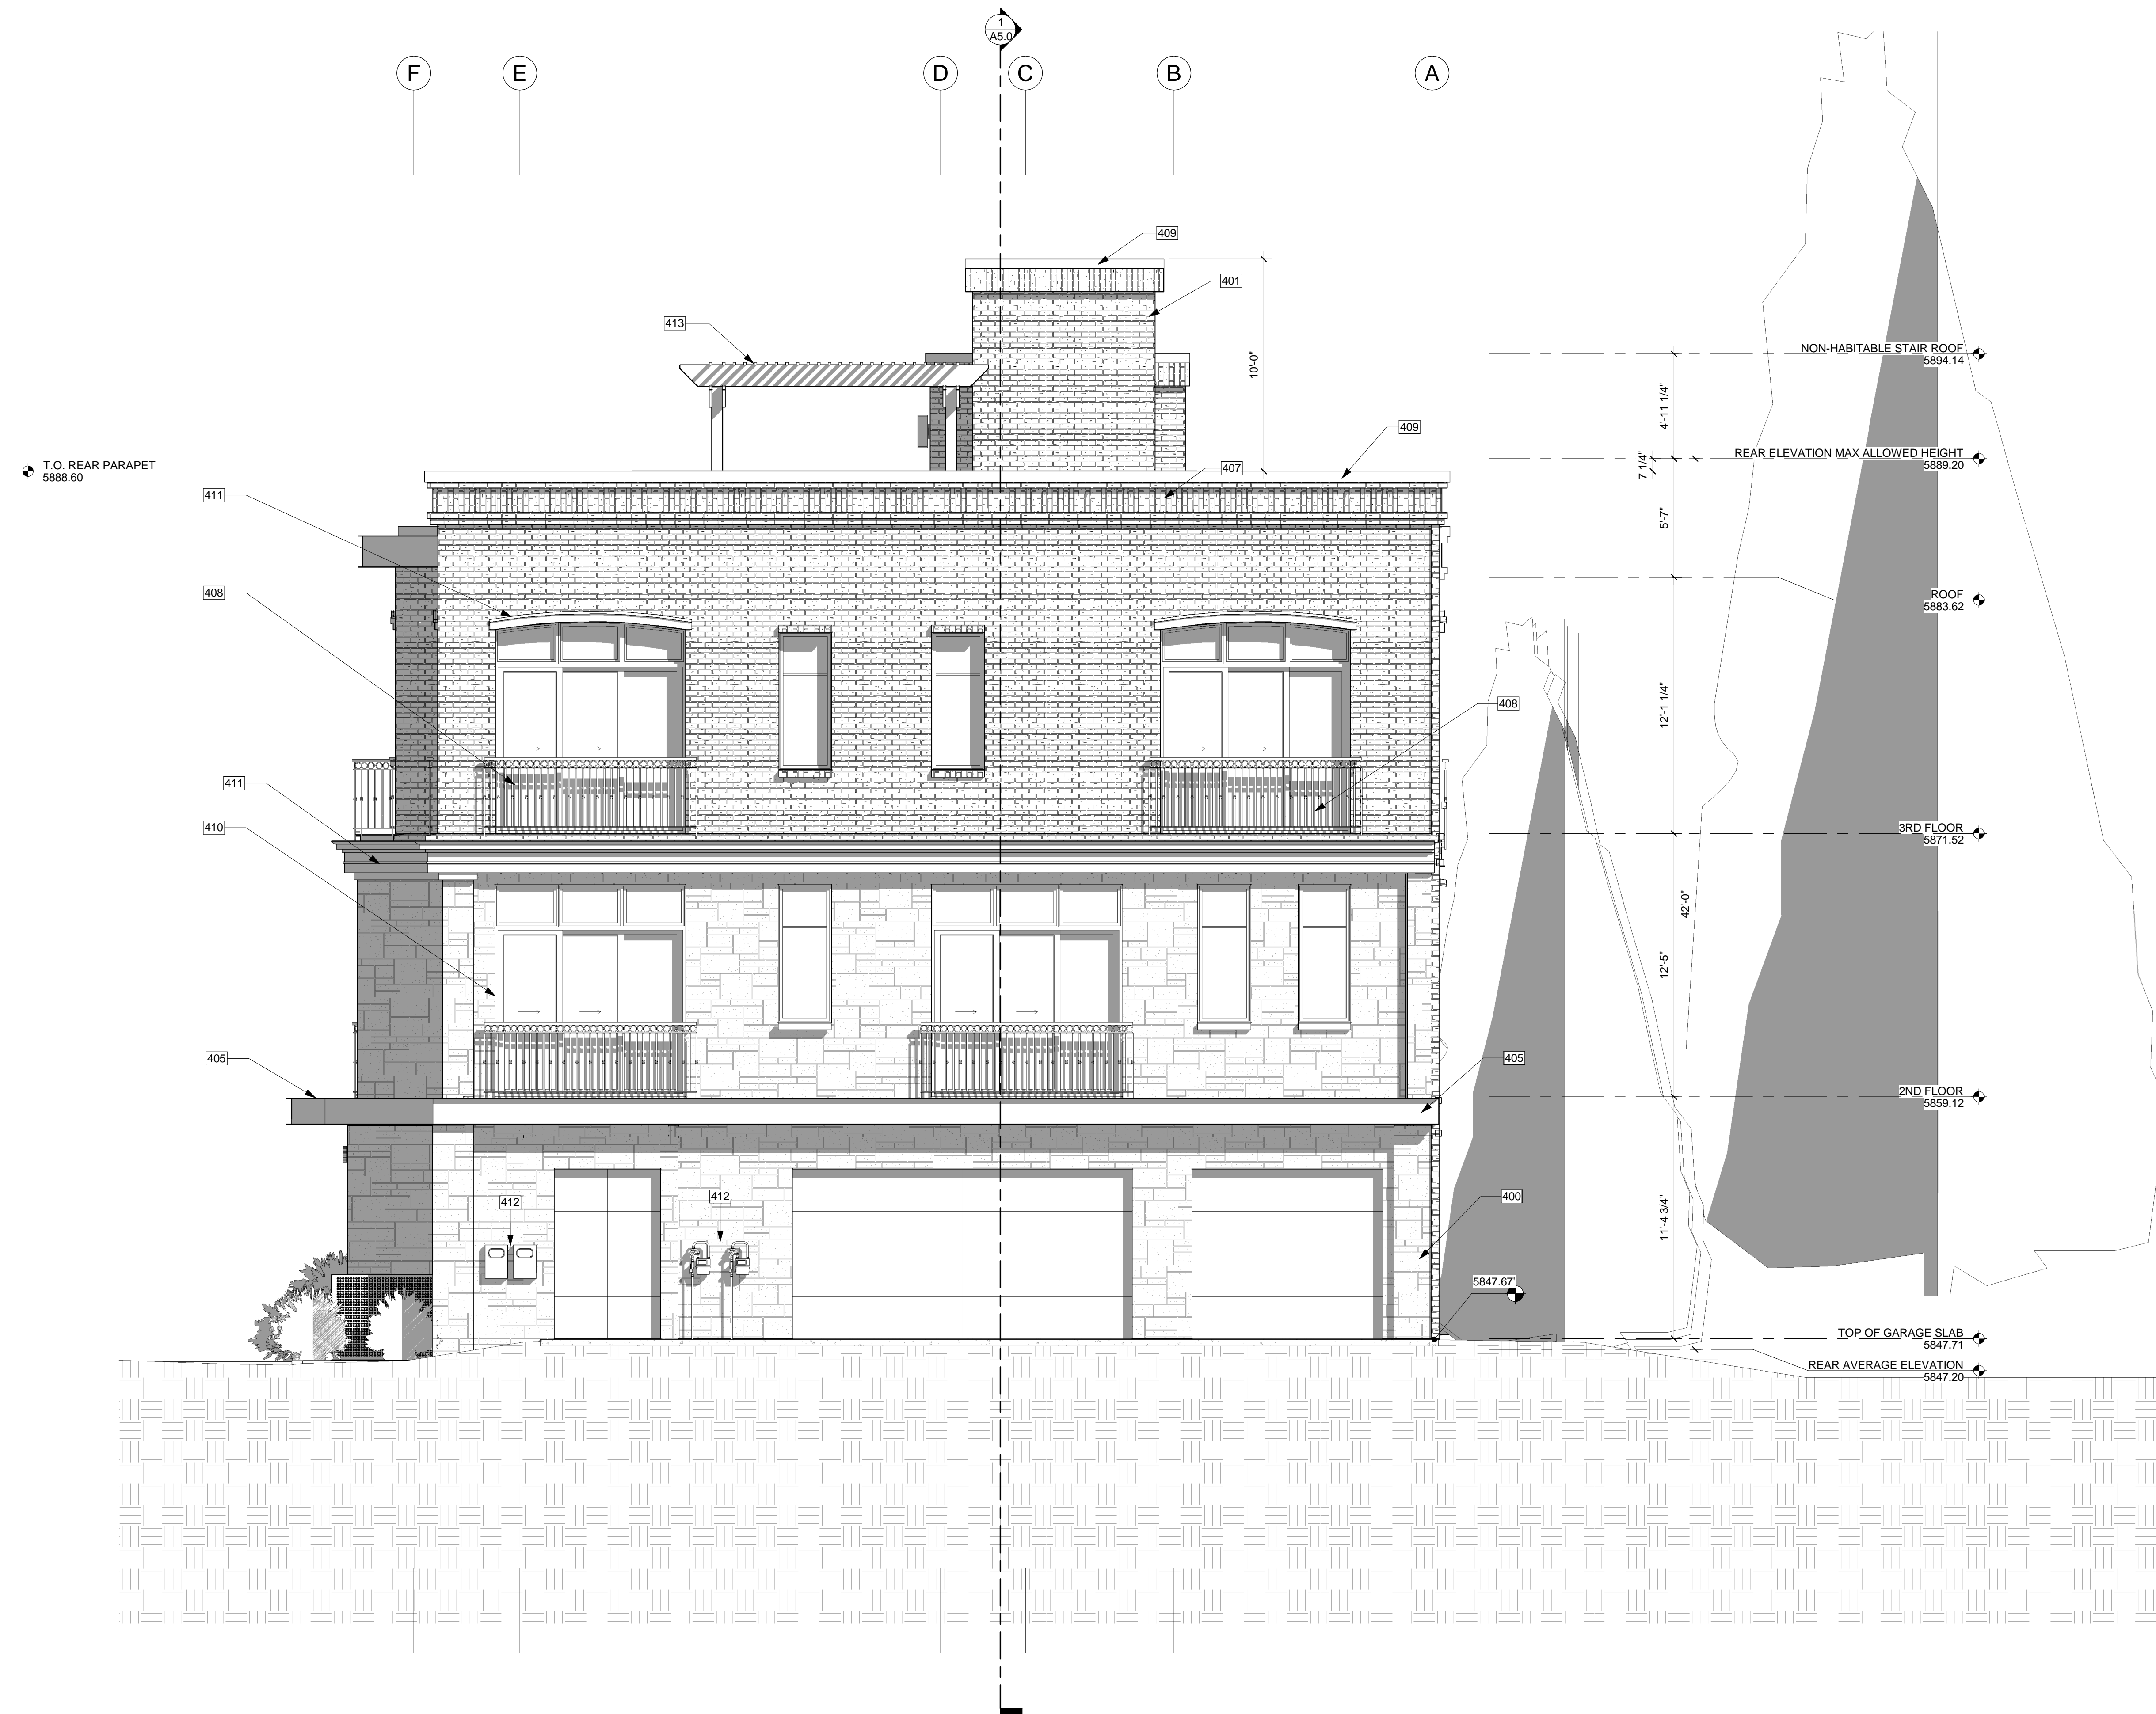 1
A5.0
F
E
D
C
B
A
409
401
413
10'-0"
NON-HABITABLE STAIR ROOF
5894.14
4'-11 1/4"
409
REAR ELEVATION MAX ALLOWED HEIGHT
5889.20
T.O. REAR PARAPET
5888.60
407
7 1/4"
411
5'-7"
408
ROOF
5883.62
408
12'-1 1/4"
411
410
3RD FLOOR
5871.52
42'-0"
12'-5"
405
405
2ND FLOOR
5859.12
412
412
400
11'-4 3/4"
5847.67'
TOP OF GARAGE SLAB
5847.71
REAR AVERAGE ELEVATION
5847.20